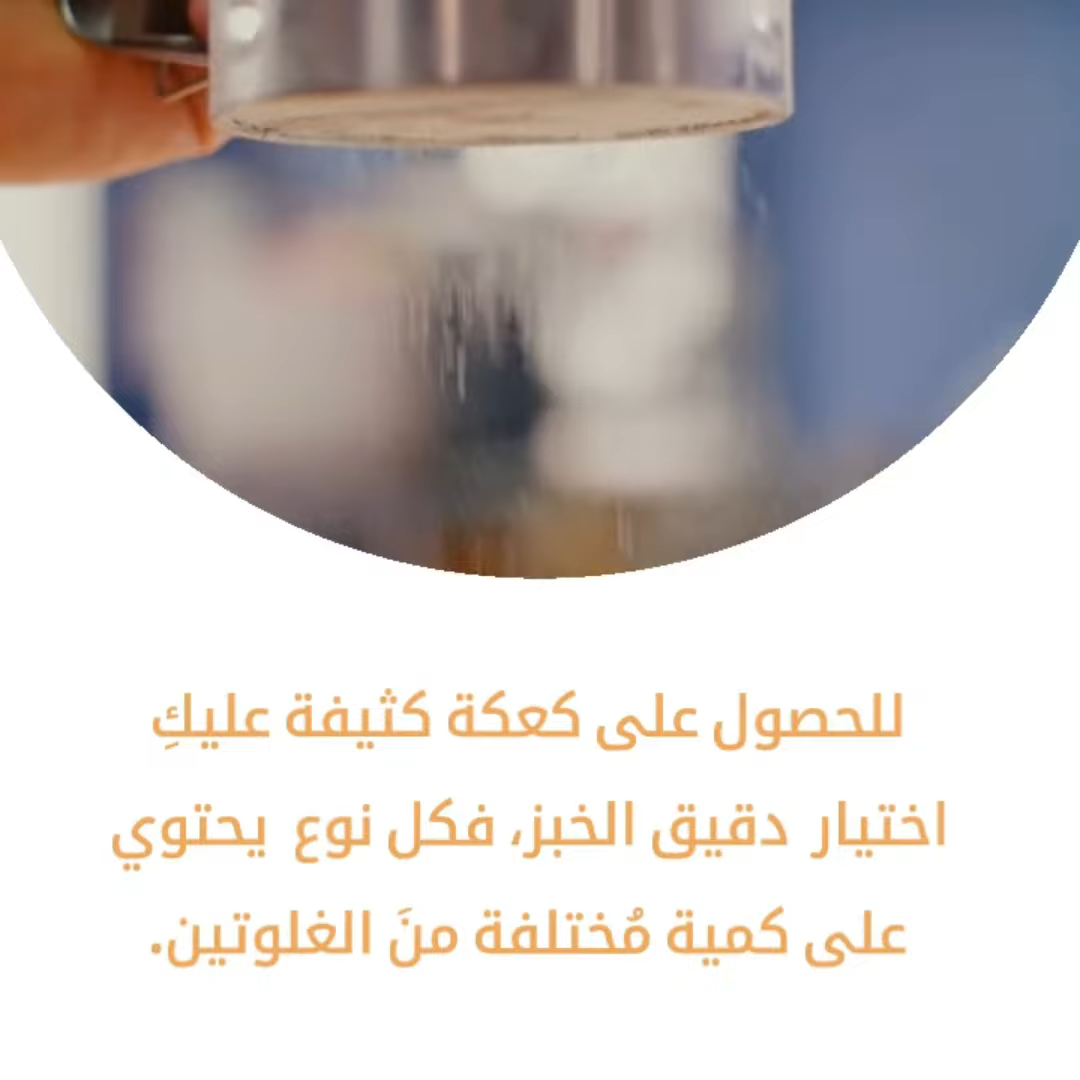 للحصول على كعكة كثيفة عليكِ
اختيار دقيق الخبز، فكل نوع يحتوي
على كمية مُختلفة منَ الغلوتين.